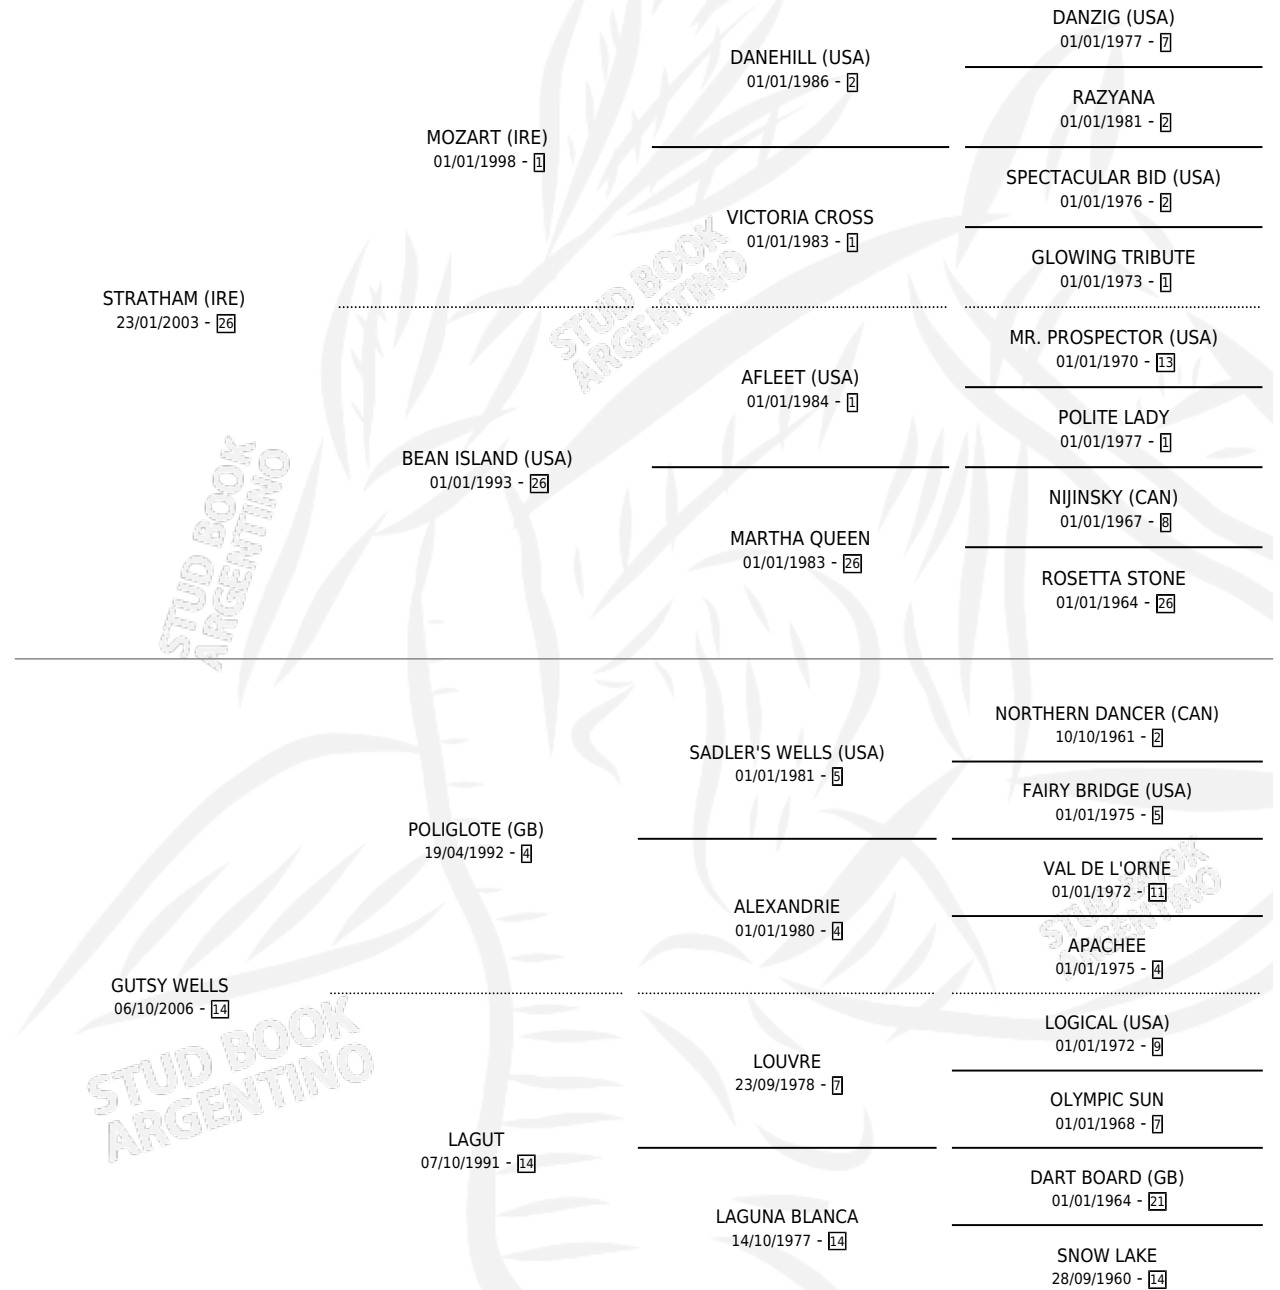 DANZIG (USA)
01/01/1977 - 7
DANEHILL (USA)
01/01/1986 - 2
RAZYANA
01/01/1981 - 2
MOZART (IRE)
01/01/1998 - 1
SPECTACULAR BID (USA)
01/01/1976 - 2
VICTORIA CROSS
01/01/1983 - 1
GLOWING TRIBUTE
01/01/1973 - 1
STRATHAM (IRE)
23/01/2003 - 26
STUD BOOK
ARGENTINO
MR. PROSPECTOR (USA)
01/01/1970 - 13
AFLEET (USA)
01/01/1984 - 1
POLITE LADY
01/01/1977 - 1
BEAN ISLAND (USA)
01/01/1993 - 26
NIJINSKY (CAN)
01/01/1967 - 8
MARTHA QUEEN
01/01/1983 - 26
ROSETTA STONE
01/01/1964 - 26
STUD BOOK
ARGENTINO
NORTHERN DANCER (CAN)
10/10/1961 - 2
SADLER'S WELLS (USA)
01/01/1981 - 5
FAIRY BRIDGE (USA)
01/01/1975 - 5
POLIGLOTE (GB)
19/04/1992 - 4
VAL DE L'ORNE
01/01/1972 - 11
ALEXANDRIE
01/01/1980 - 4
STUD BOOK
ARGENTINO
APACHEE
01/01/1975 - 4
GUTSY WELLS
06/10/2006 - 14
STUD BOOK
ARGENTINO
LOGICAL (USA)
01/01/1972 - 9
LOUVRE
23/09/1978 - 7
OLYMPIC SUN
01/01/1968 - 7
LAGUT
07/10/1991 - 14
DART BOARD (GB)
01/01/1964 - 21
LAGUNA BLANCA
14/10/1977 - 14
SNOW LAKE
28/09/1960 - 14